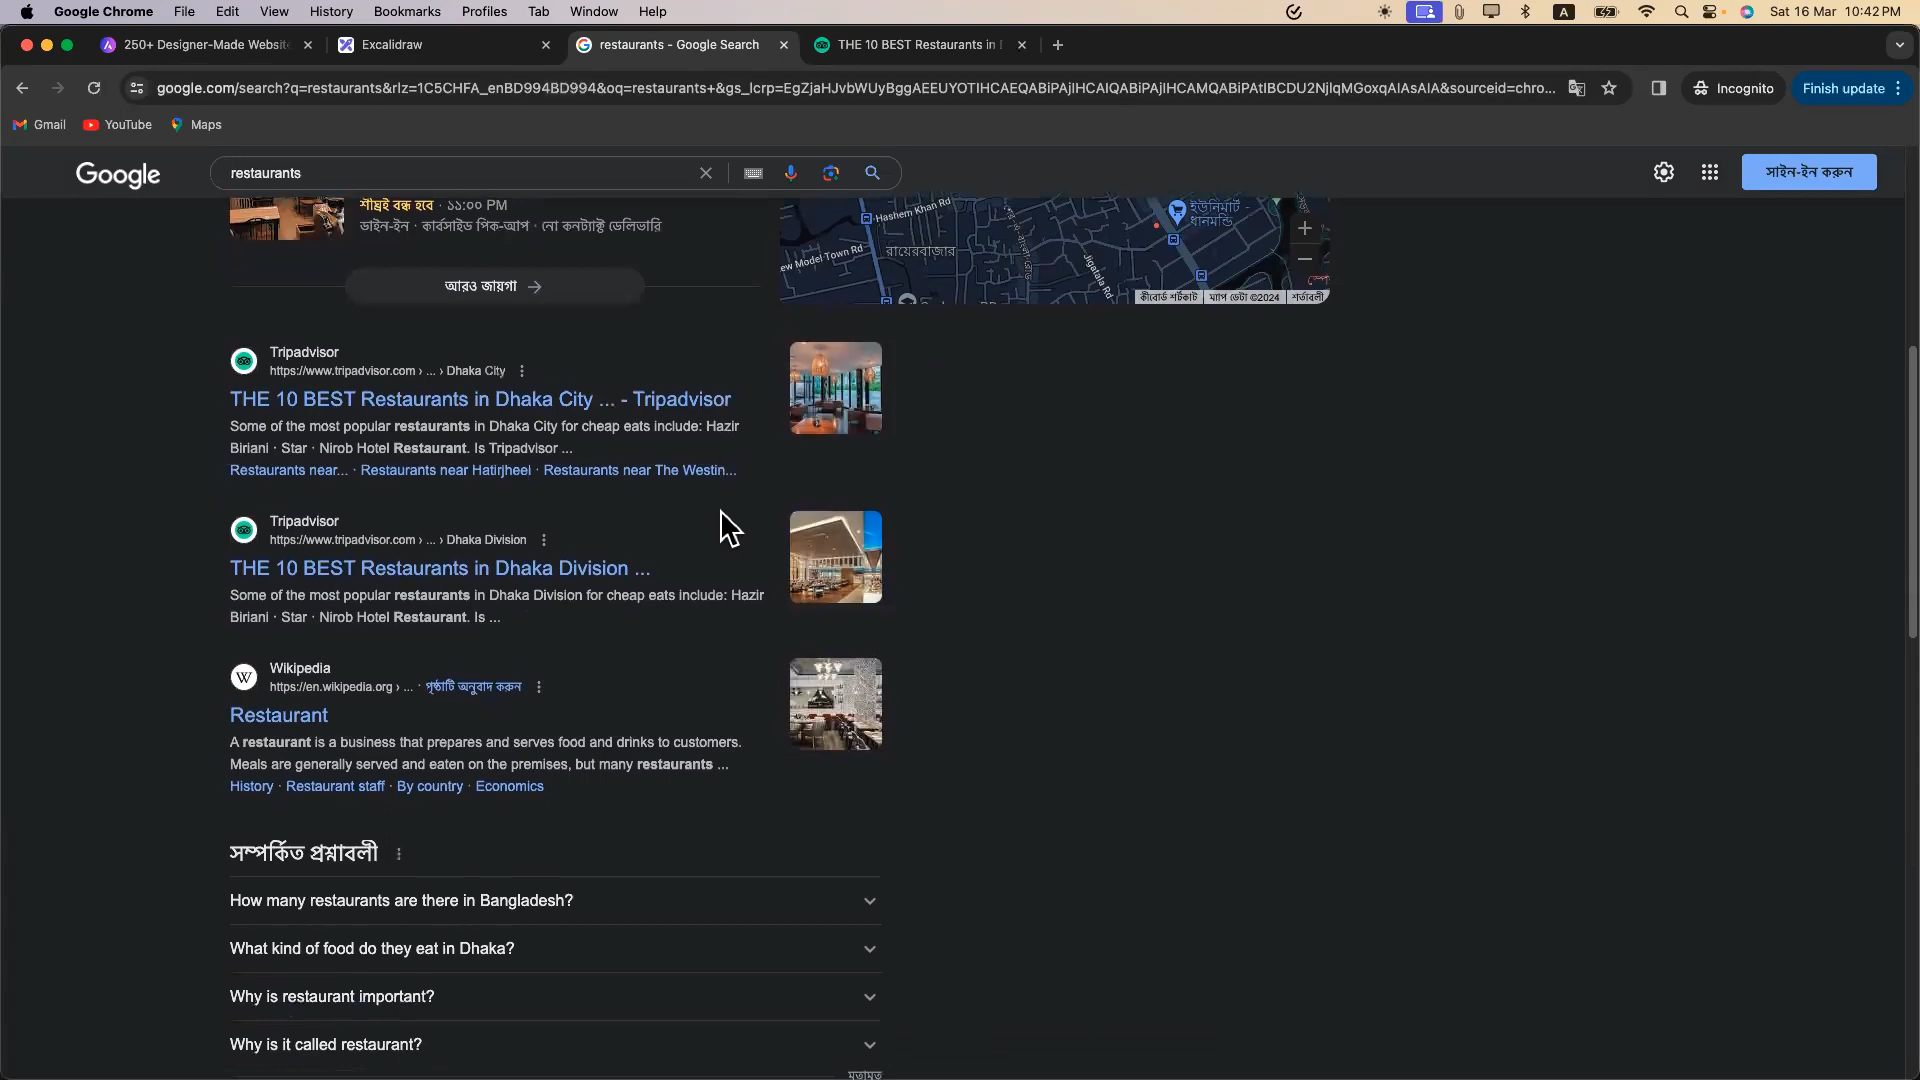 Google Chrome File Edit View History Bookmarks Profiles Tab Window Help A Sat 16 Mar 10:42 PM
250+ Designer-Made Website Excalidraw restaurants - Google Search THE 10 BEST Restaurants in
google.com/search?q=restaurants&rlz=1C5CHFA_enBD994BD994&oq=restaurants+&gs_lcrp=EgZjaHJvbWUyBggAEEUYOTIHCAEQABiPAjIHCAIQABiPAjIHCAMQABiPAtIBCDU2NjlqMGoxqAIAsAIA&sourceid=chro... Incognito Finish update
Gmail YouTube Maps
Google restaurants সাইন-ইন করুন
শীঘ্রই বন্ধ হবে · ১১:০০ PM
ডাইন-ইন · কার্বসাইড পিক-আপ · নো কনট্যাক্ট ডেলিভারি
Hashem Khan Rd
ইউনিমার্ট -
ধানমন্ডি
রায়েরবাজার
ew Model Town Rd
Jigatala Rd
কীবোর্ড শর্টকাট ম্যাপ ডেটা ©2024 শর্তাবলী
আরও জায়গা
Tripadvisor
https://www.tripadvisor.com › ... › Dhaka City
THE 10 BEST Restaurants in Dhaka City ... - Tripadvisor
Some of the most popular restaurants in Dhaka City for cheap eats include: Hazir
Biriani · Star · Nirob Hotel Restaurant. Is Tripadvisor ...
Restaurants near... · Restaurants near Hatirjheel · Restaurants near The Westin...
Tripadvisor
https://www.tripadvisor.com › ... › Dhaka Division
THE 10 BEST Restaurants in Dhaka Division ...
Some of the most popular restaurants in Dhaka Division for cheap eats include: Hazir
Biriani · Star · Nirob Hotel Restaurant. Is ...
W
Wikipedia
https://en.wikipedia.org › ... · পৃষ্ঠাটি অনুবাদ করুন
Restaurant
A restaurant is a business that prepares and serves food and drinks to customers.
Meals are generally served and eaten on the premises, but many restaurants ...
History · Restaurant staff · By country · Economics
সম্পর্কিত প্রশ্নাবলী
How many restaurants are there in Bangladesh?
What kind of food do they eat in Dhaka?
Why is restaurant important?
Why is it called restaurant?
মতামত